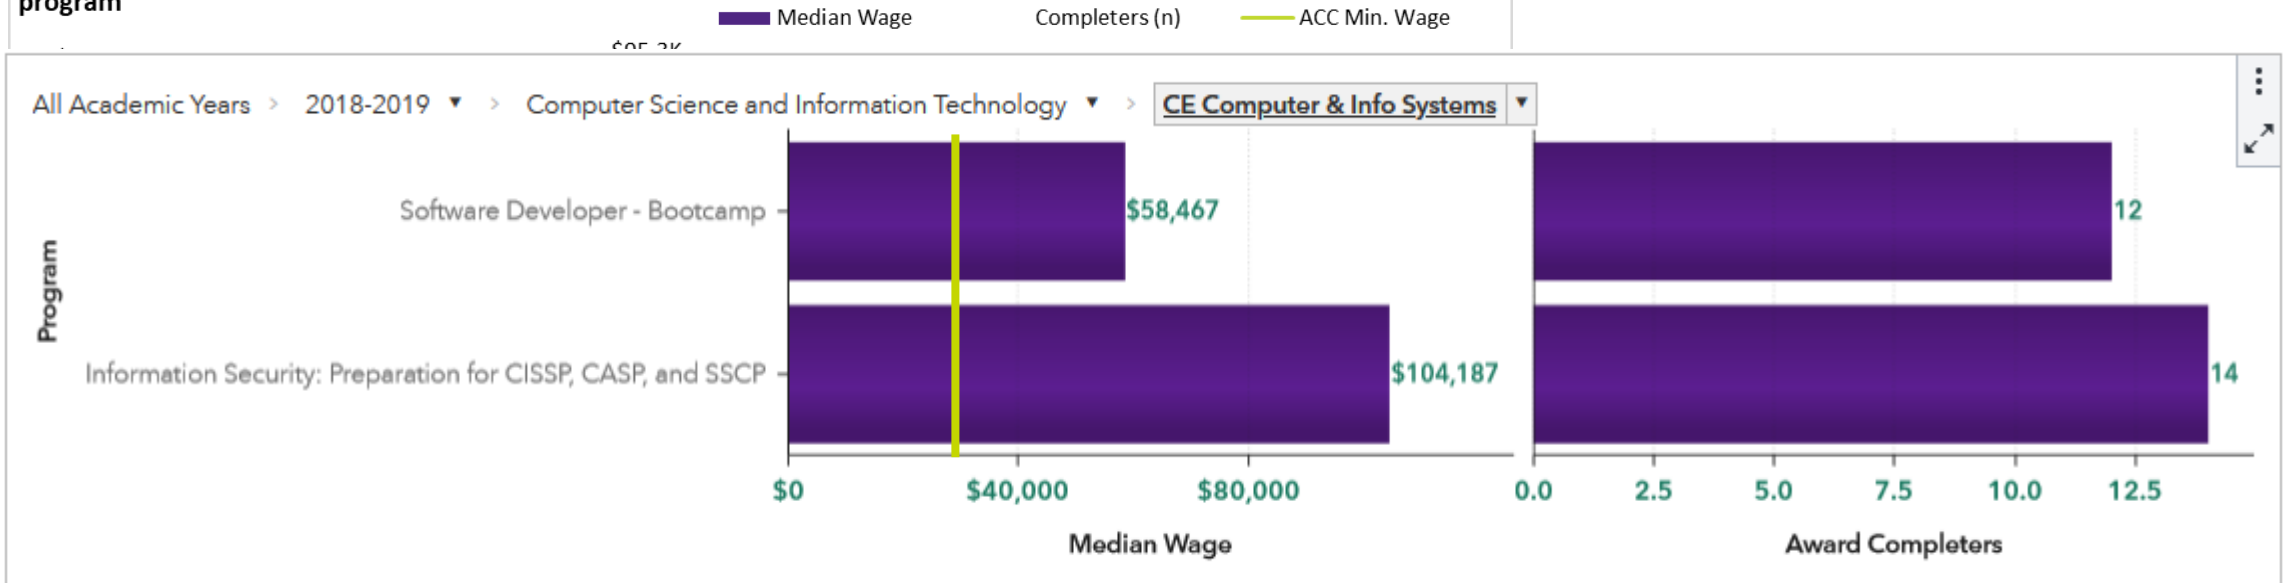 program
Median Wage Completers (n) ACC Min. Wage
All Academic Years > 2018-2019 ▼ > Computer Science and Information Technology ▼ > CE Computer & Info Systems ▼
Program
Software Developer - Bootcamp $58,467 12
Information Security: Preparation for CISSP, CASP, and SSCP $104,187 14
$0 $40,000 $80,000 0.0 2.5 5.0 7.5 10.0 12.5
Median Wage Award Completers